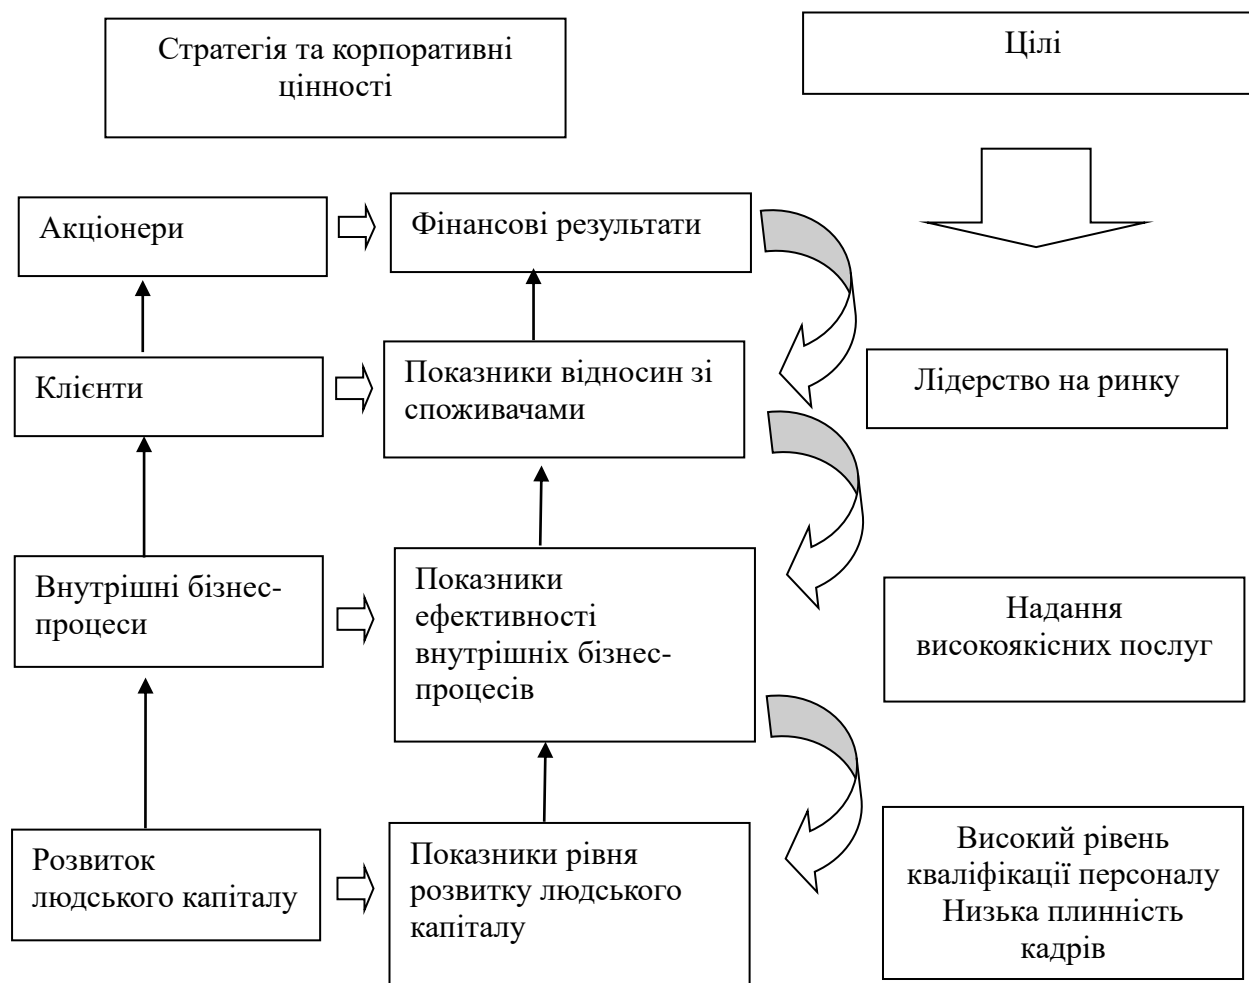 Стратегія та корпоративні
цінності
Цілі
Акціонери
Фінансові результати
Клієнти
Показники відносин зі
споживачами
Лідерство на ринку
Внутрішні бізнес-
процеси
Показники
ефективності
внутрішніх бізнес-
процесів
Надання
високоякісних послуг
Розвиток
людського капіталу
Показники рівня
розвитку людського
капіталу
Високий рівень
кваліфікації персоналу
Низька плинність
кадрів